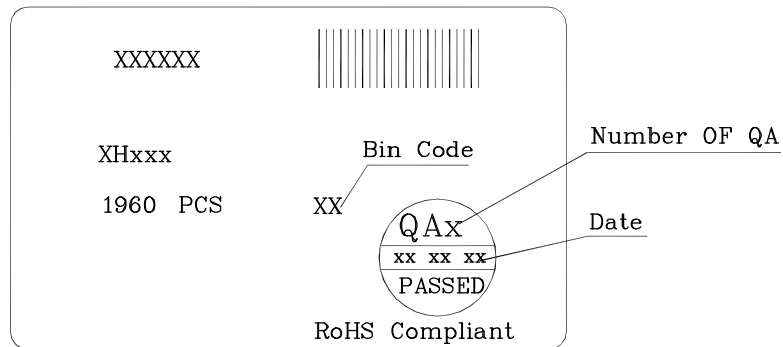 XXXXXX
Number OF QA
XHxxx
Bin Code
1960 PCS
XX
QAx
Date
xx xx xx
PASSED
RoHS Compliant